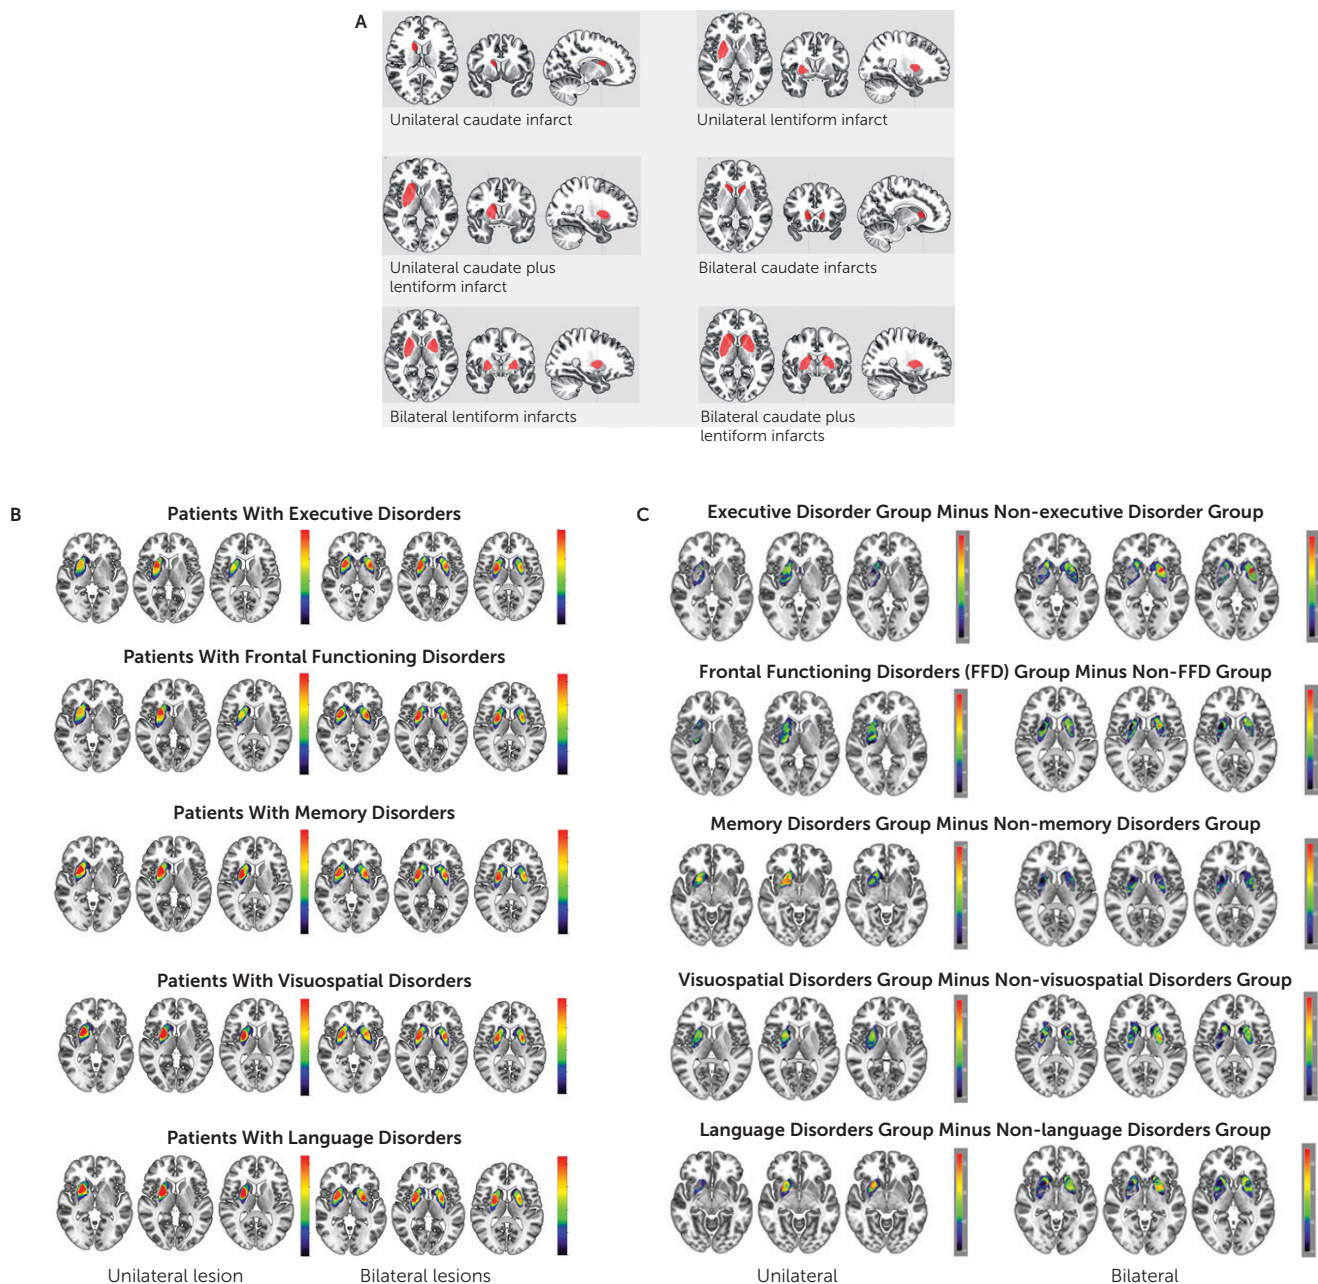 A
Unilateral caudate infarct
Unilateral lentiform infarct
Unilateral caudate plus
lentiform infarct
Bilateral caudate infarcts
Bilateral lentiform infarcts
Bilateral caudate plus
lentiform infarcts
B
Patients With Executive Disorders
Patients With Frontal Functioning Disorders
Patients With Memory Disorders
Patients With Visuospatial Disorders
Patients With Language Disorders
Unilateral lesion
Bilateral lesions
C
Executive Disorder Group Minus Non-executive Disorder Group
Frontal Functioning Disorders (FFD) Group Minus Non-FFD Group
Memory Disorders Group Minus Non-memory Disorders Group
Visuospatial Disorders Group Minus Non-visuospatial Disorders Group
Language Disorders Group Minus Non-language Disorders Group
Unilateral
Bilateral